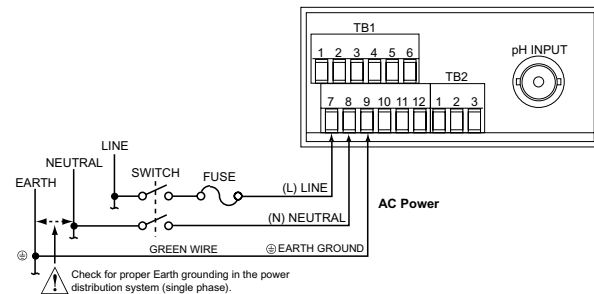 TB1
pH INPUT
1 2 3 4 5 6
TB2
7 8 9 10 11 12 1 2 3
LINE
NEUTRAL
SWITCH
FUSE
EARTH
(L) LINE
AC Power
(N) NEUTRAL
GREEN WIRE
EARTH GROUND
Check for proper Earth grounding in the power
distribution system (single phase).